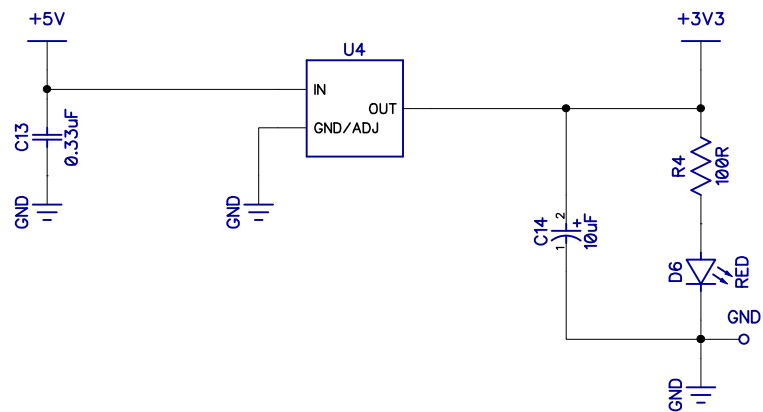 +5V
+3V3
U4
IN
OUT
GND/ADJ
C13
0.33uF
R4
100R
GND
GND
C14
2
+
1
10uF
D6
RED
GND
GND